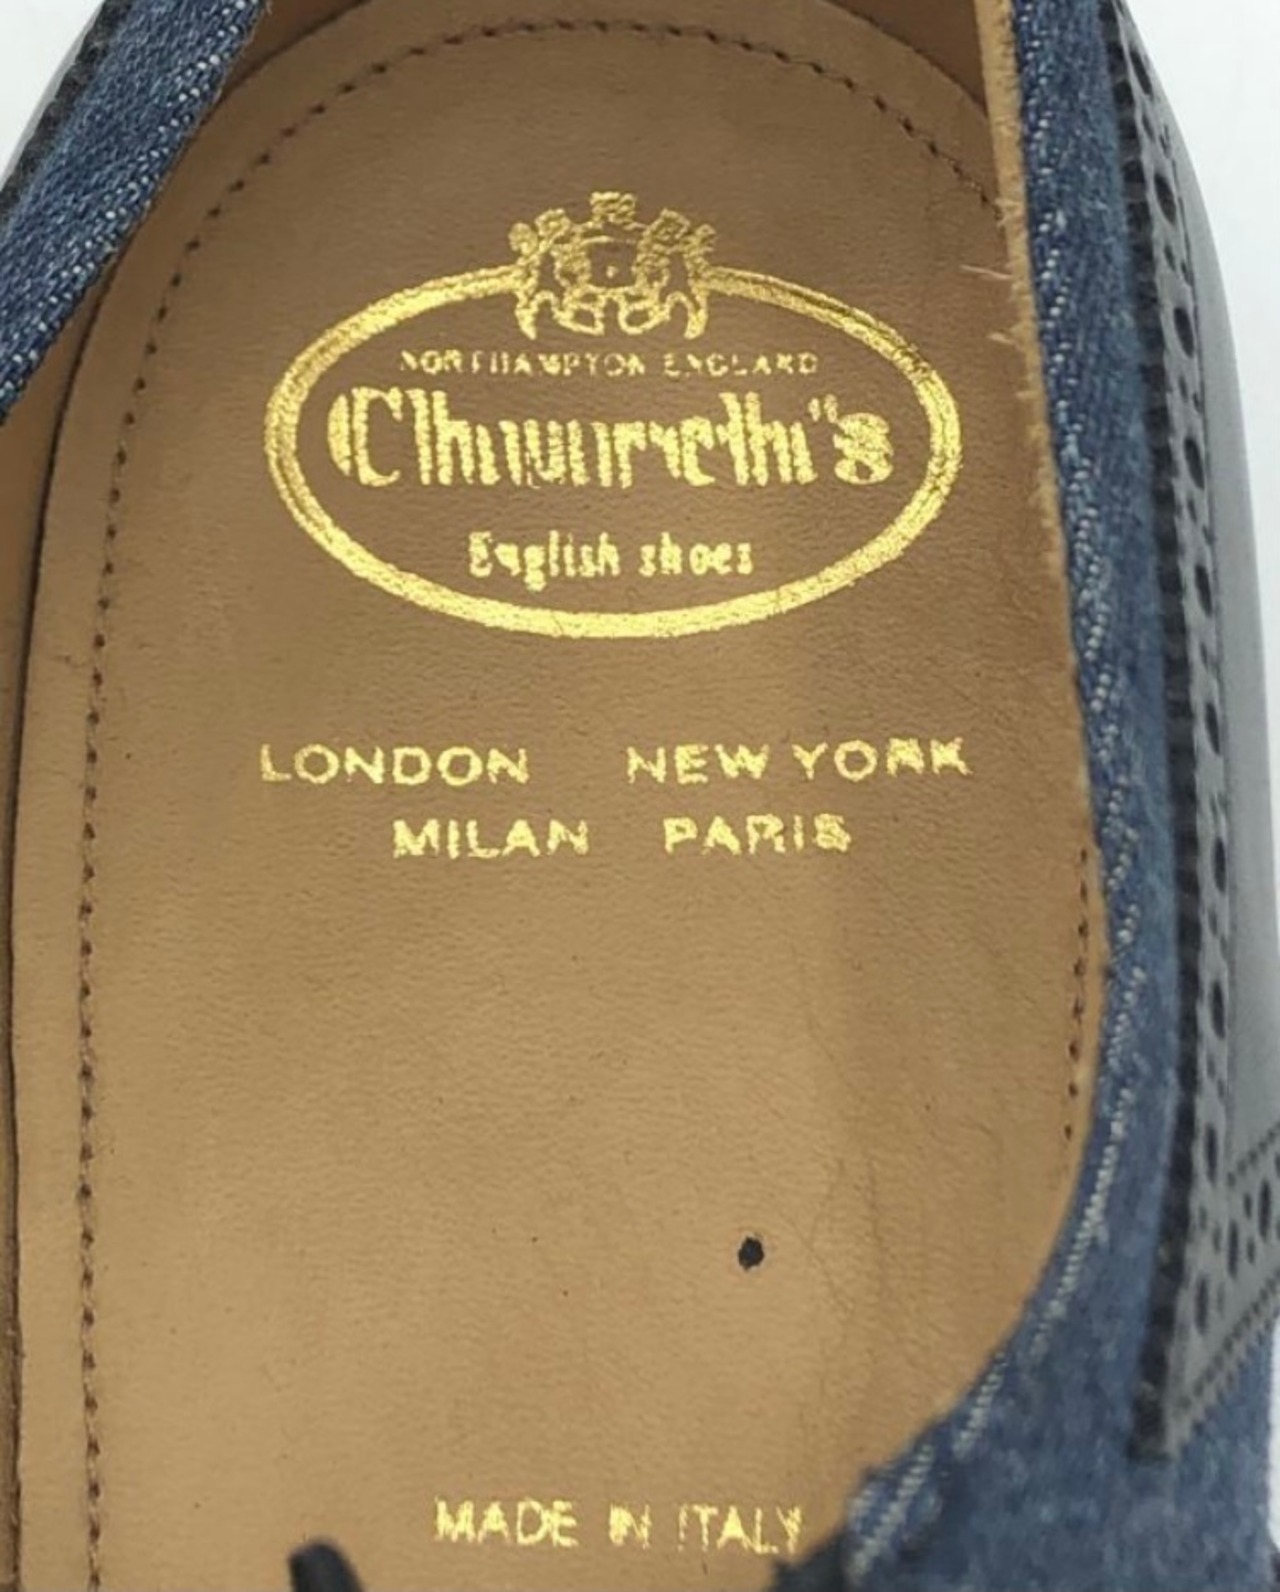 NORTHAMPTON ENGLAND
Church's
English shoes
LONDON NEW YORK
MILAN PARIS
MADE IN ITALY